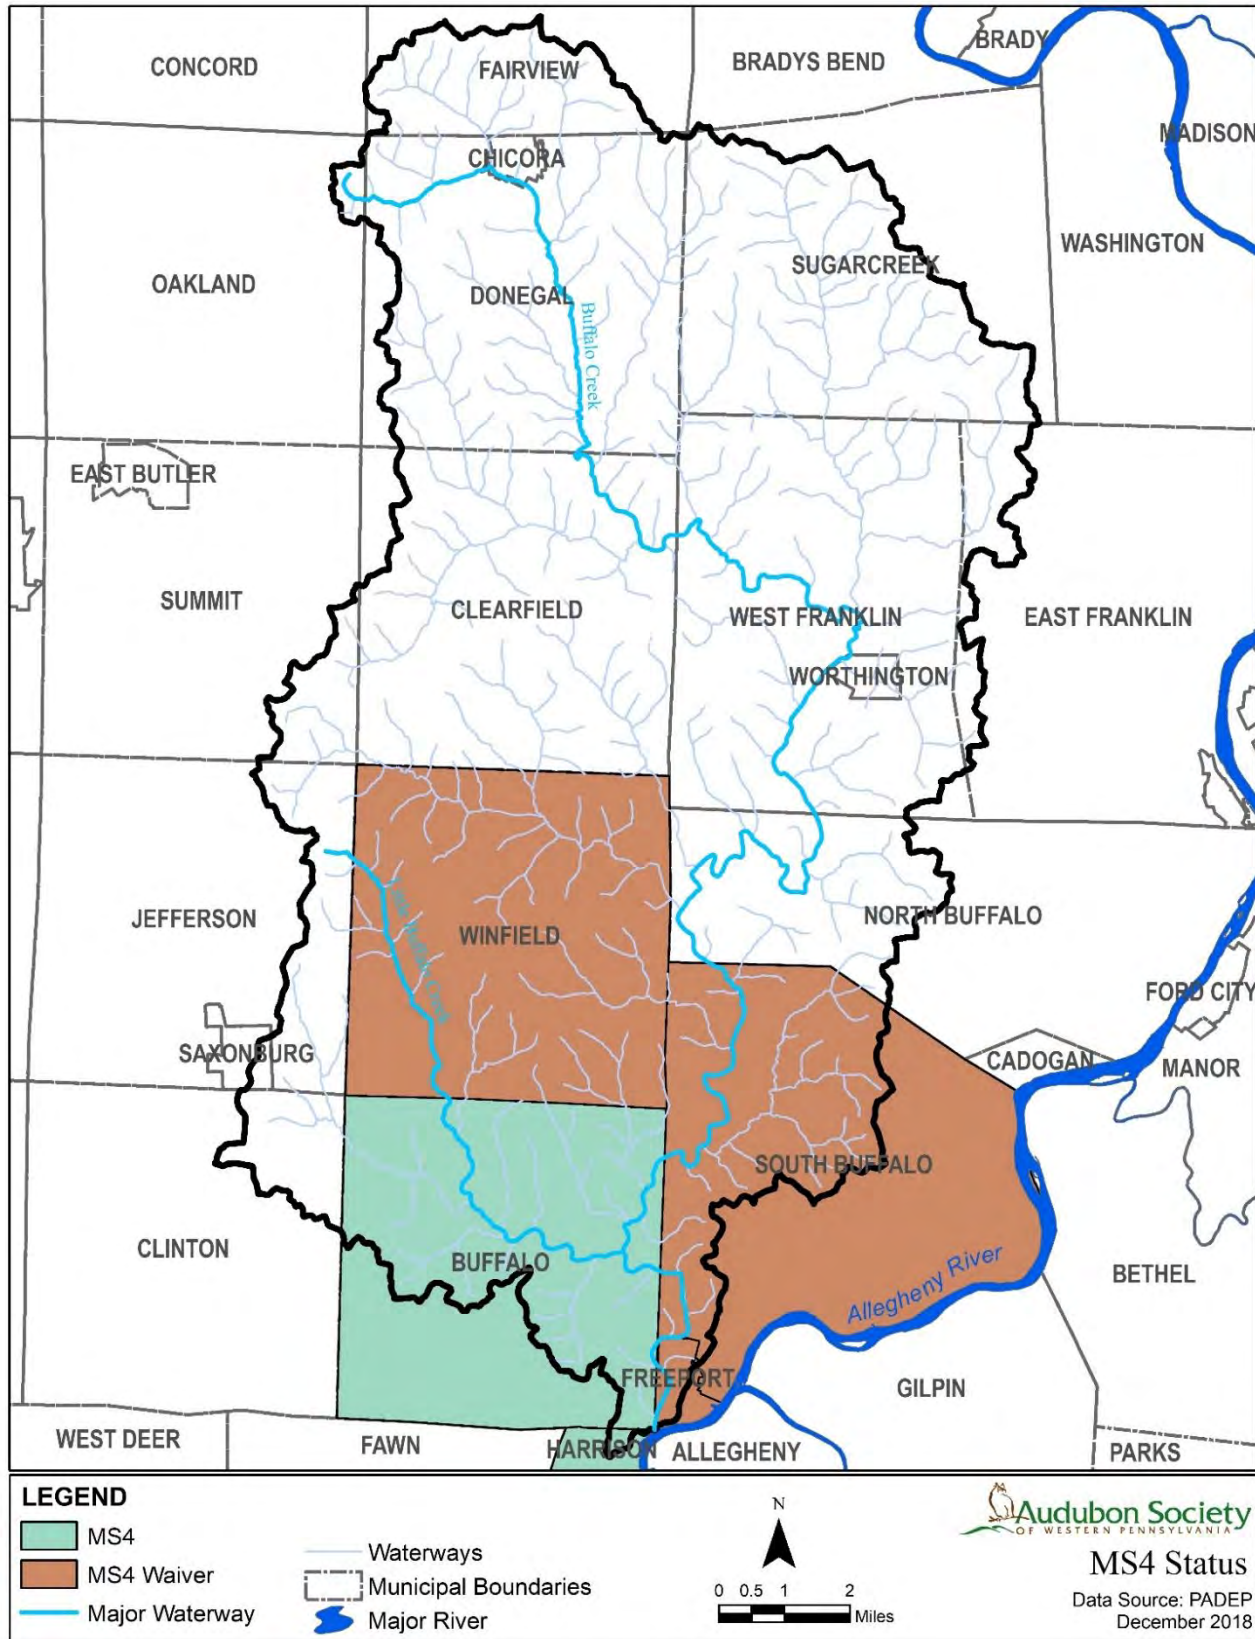 CONCORD
FAIRVIEW
BRADYS BEND
BRADY
MADISON
CHICORA
WASHINGTON
SUGARCREEK
OAKLAND
DONEGAL
Buffalo Creek
EAST BUTLER
SUMMIT
CLEARFIELD
WEST FRANKLIN
EAST FRANKLIN
WORTHINGTON
JEFFERSON
WINFIELD
NORTH BUFFALO
Little Buffalo Creek
FORD CITY
SAXONBURG
CADOGAN
MANOR
SOUTH BUFFALO
CLINTON
BUFFALO
BETHEL
Allegheny River
FREEPORT
GILPIN
WEST DEER
FAWN
HARRISON
ALLEGHENY
PARKS
LEGEND
MS4
MS4 Waiver
Major Waterway
Waterways
Municipal Boundaries
Major River
N
0 0.5 1 2
Miles
Audubon Society
OF WESTERN PENNSYLVANIA
MS4 Status
Data Source: PADEP
December 2018